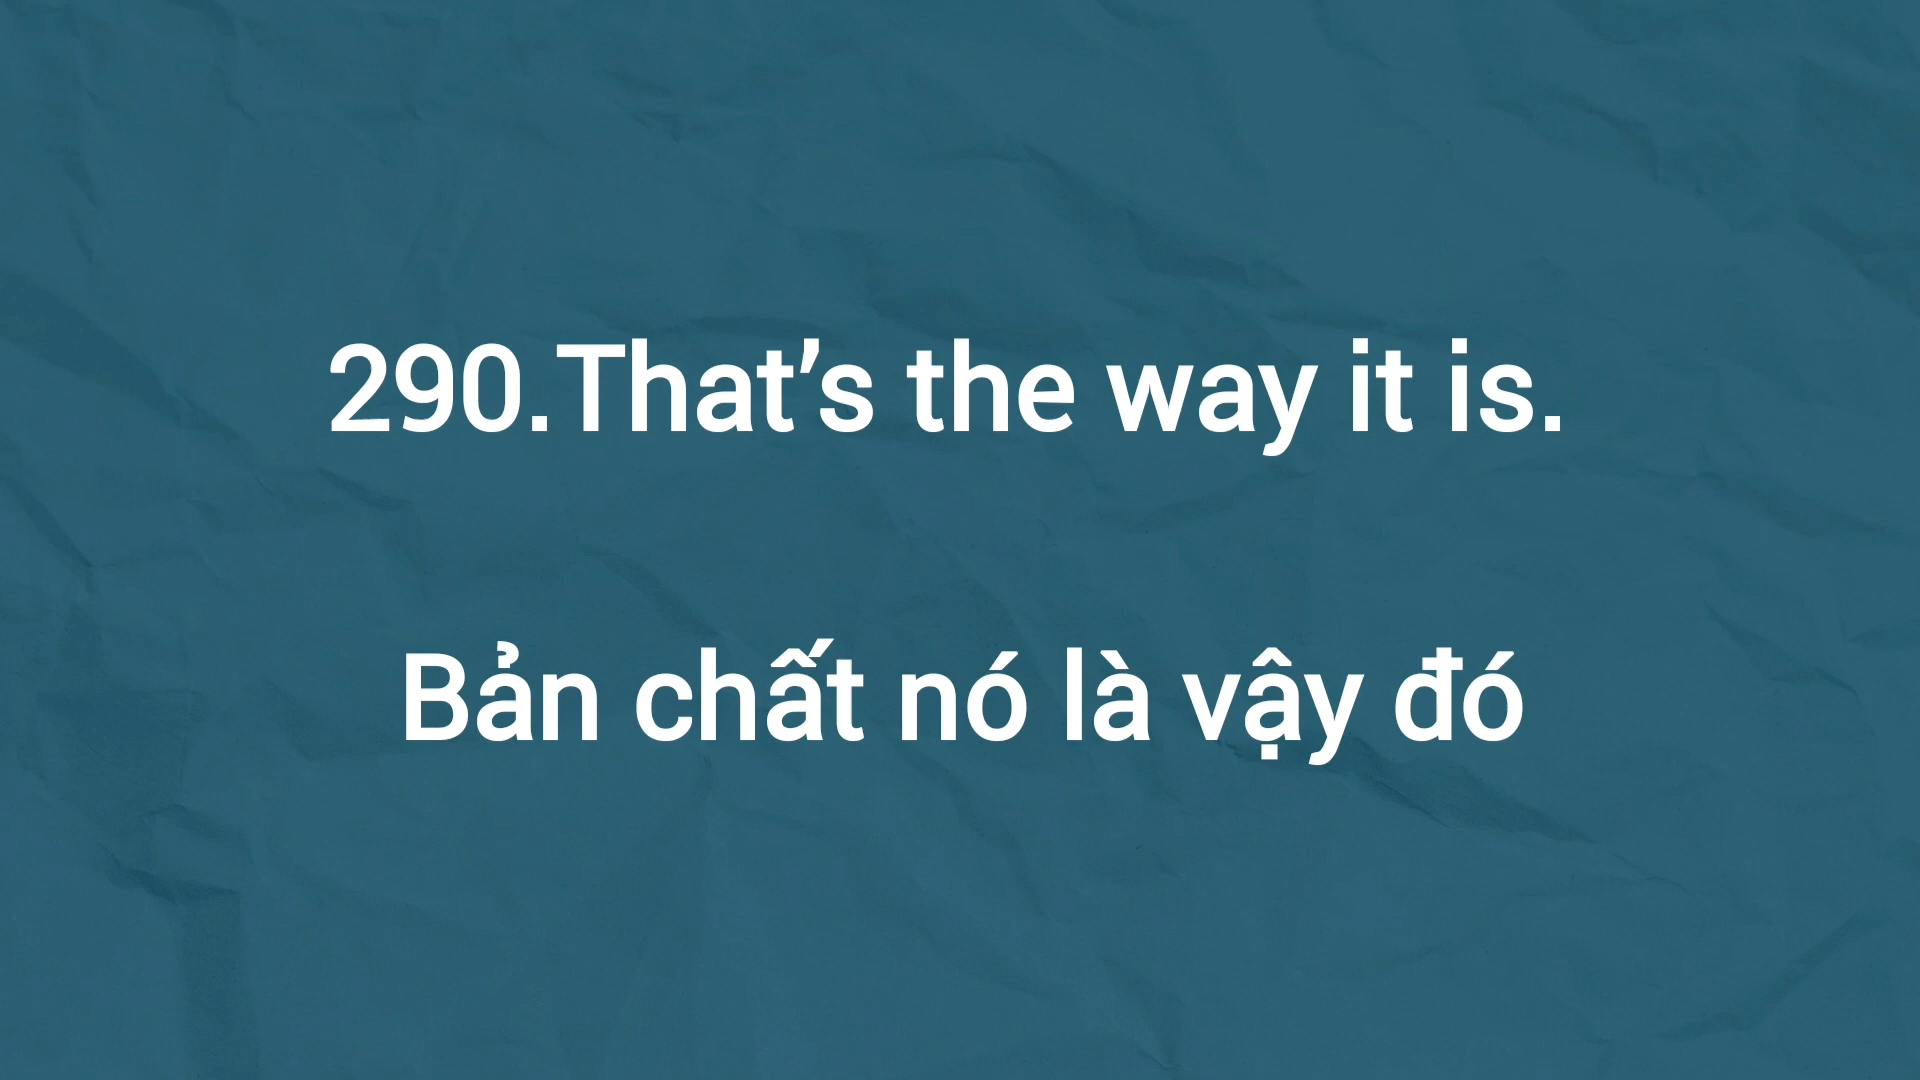 290.That’s the way it is.
Bản chất nó là vậy đó